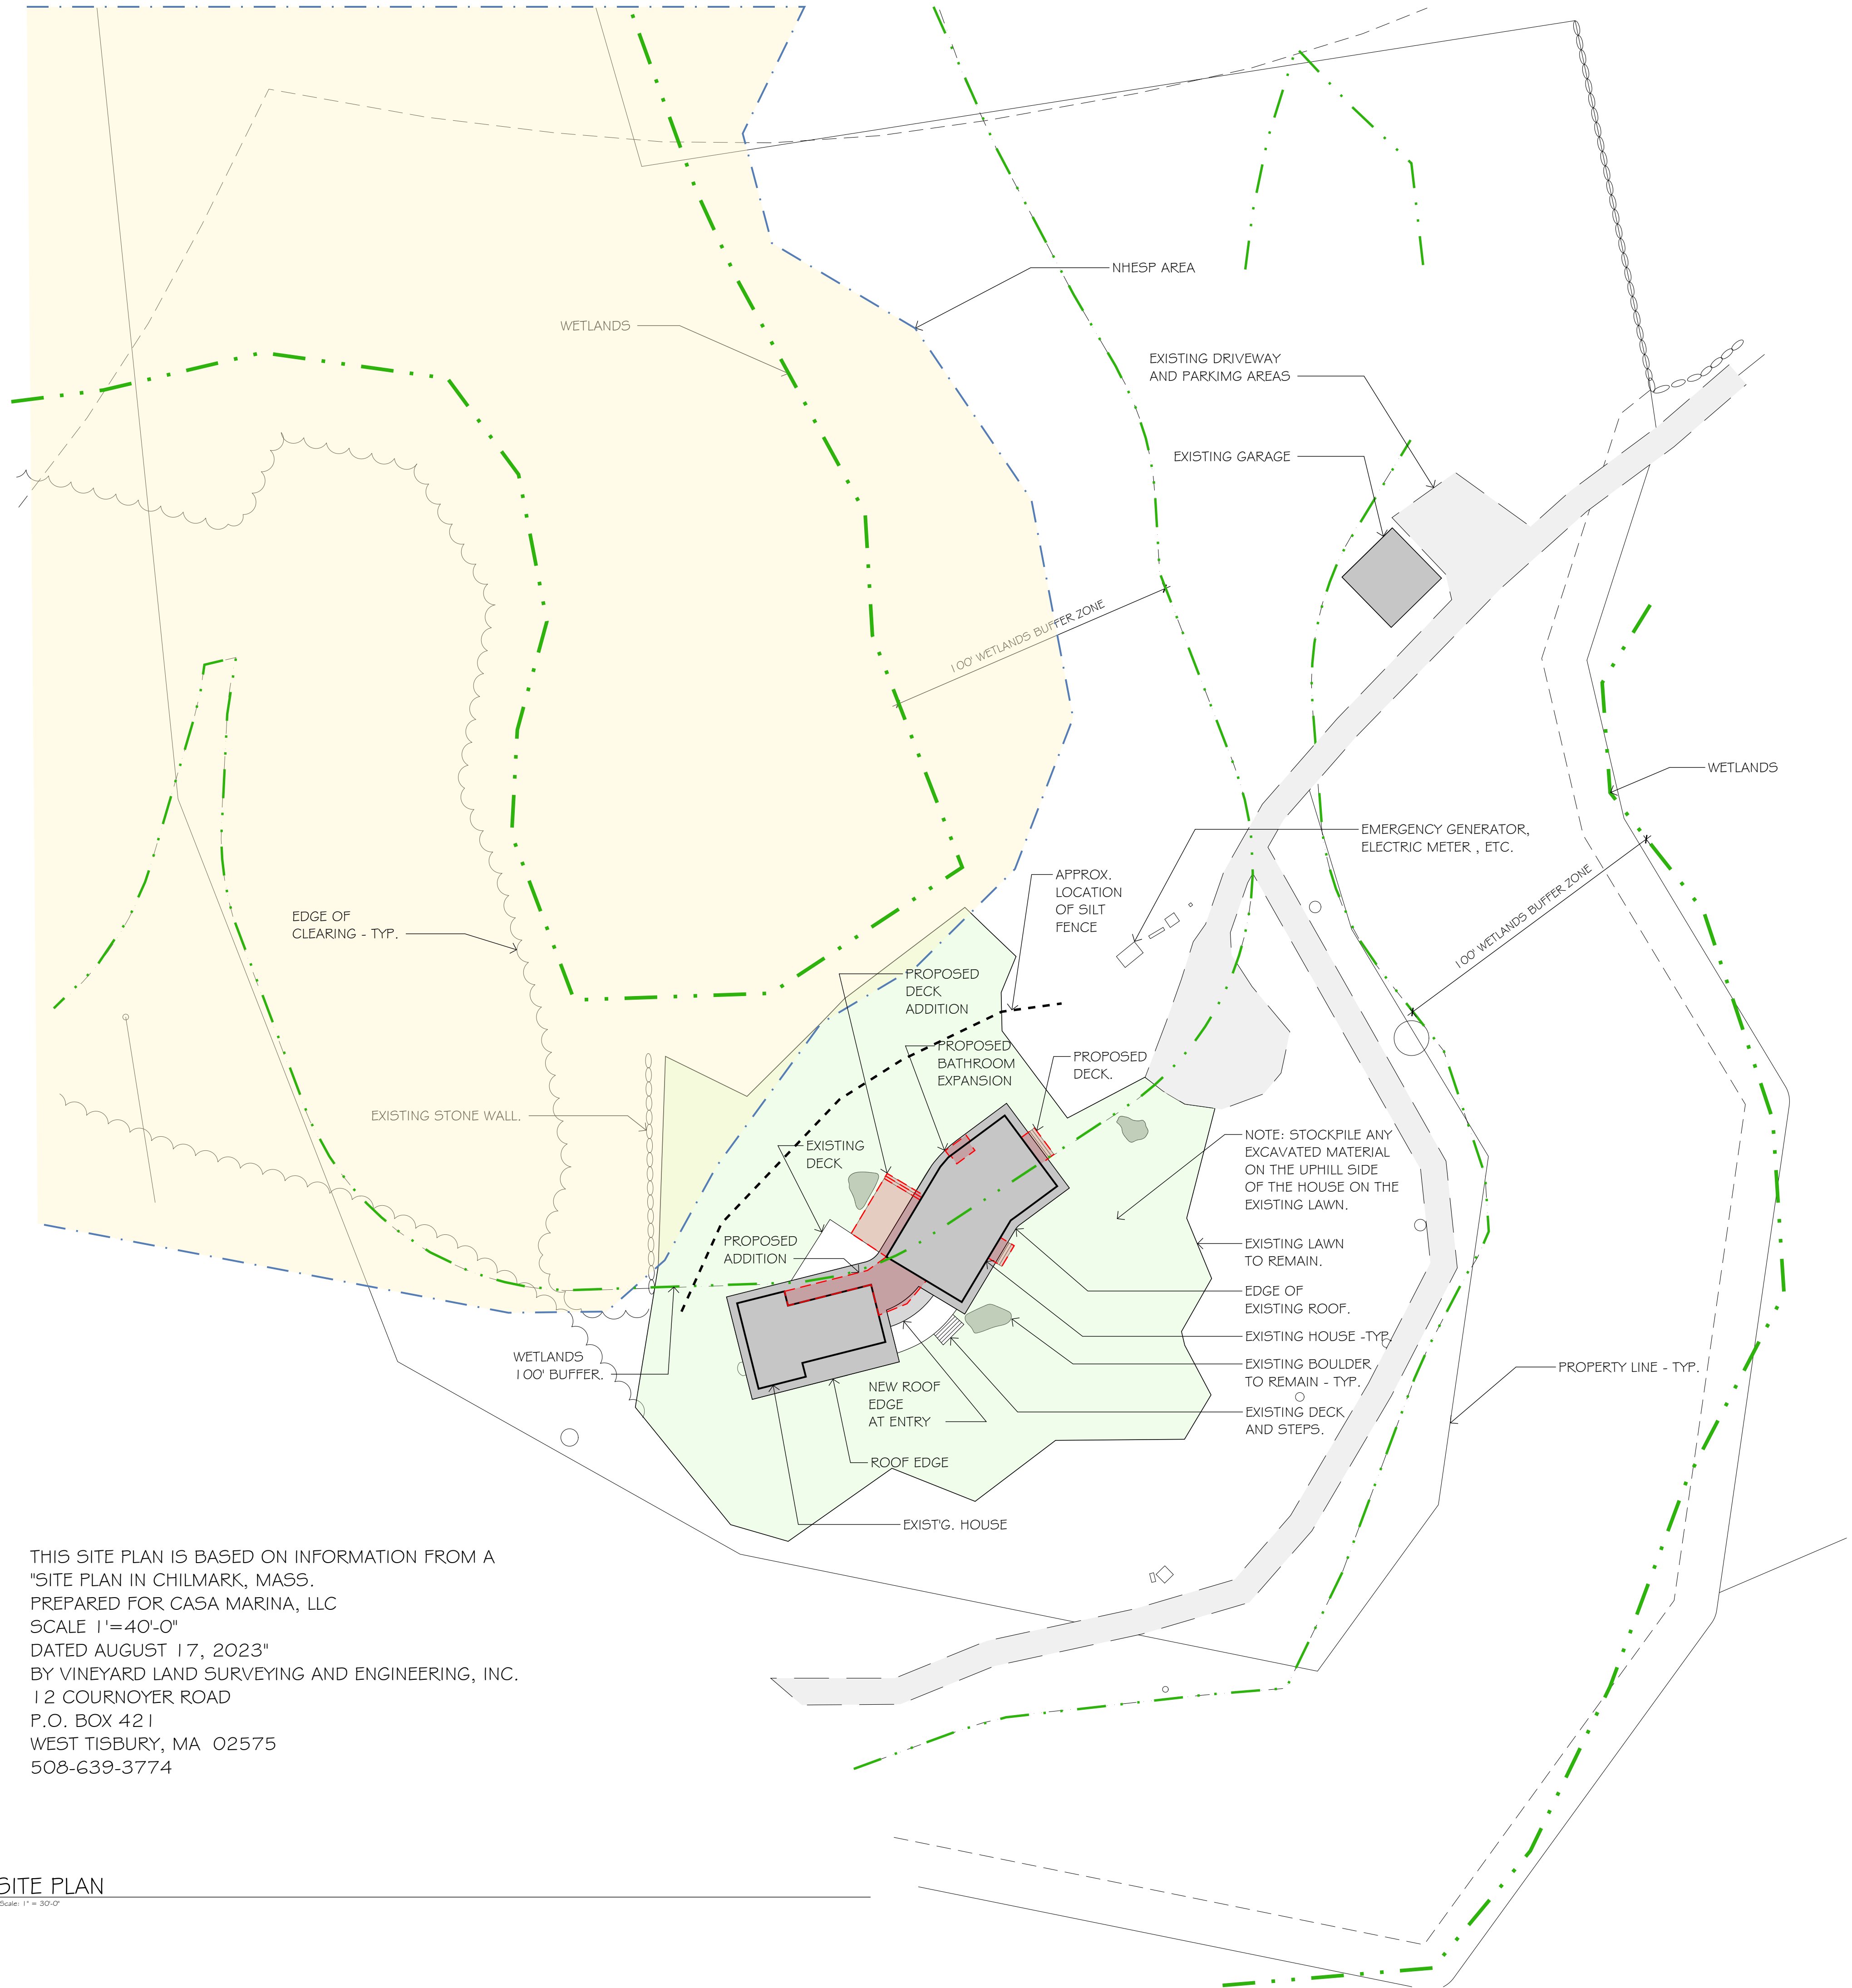 NHESP AREA
WETLANDS
EXISTING DRIVEWAY
AND PARKIMG AREAS
EXISTING GARAGE
100' WETLANDS BUFFER ZONE
WETLANDS
EMERGENCY GENERATOR,
ELECTRIC METER , ETC.
APPROX.
LOCATION
OF SILT
FENCE
100' WETLANDS BUFFER ZONE
EDGE OF
CLEARING - TYP.
PROPOSED
DECK
ADDITION
PROPOSED
BATHROOM
EXPANSION
PROPOSED
DECK.
EXISTING STONE WALL.
EXISTING
DECK
NOTE: STOCKPILE ANY
EXCAVATED MATERIAL
ON THE UPHILL SIDE
OF THE HOUSE ON THE
EXISTING LAWN.
PROPOSED
ADDITION
EXISTING LAWN
TO REMAIN.
EDGE OF
EXISTING ROOF.
EXISTING HOUSE -TYP.
WETLANDS
100' BUFFER.
EXISTING BOULDER
TO REMAIN - TYP.
PROPERTY LINE - TYP.
NEW ROOF
EDGE
AT ENTRY
EXISTING DECK
AND STEPS.
ROOF EDGE
EXIST'G. HOUSE
THIS SITE PLAN IS BASED ON INFORMATION FROM A
"SITE PLAN IN CHILMARK, MASS.
PREPARED FOR CASA MARINA, LLC
SCALE 1'=40'-0"
DATED AUGUST 17, 2023"
BY VINEYARD LAND SURVEYING AND ENGINEERING, INC.
12 COURNOYER ROAD
P.O. BOX 421
WEST TISBURY, MA 02575
508-639-3774
SITE PLAN
Scale: 1" = 30'-0"